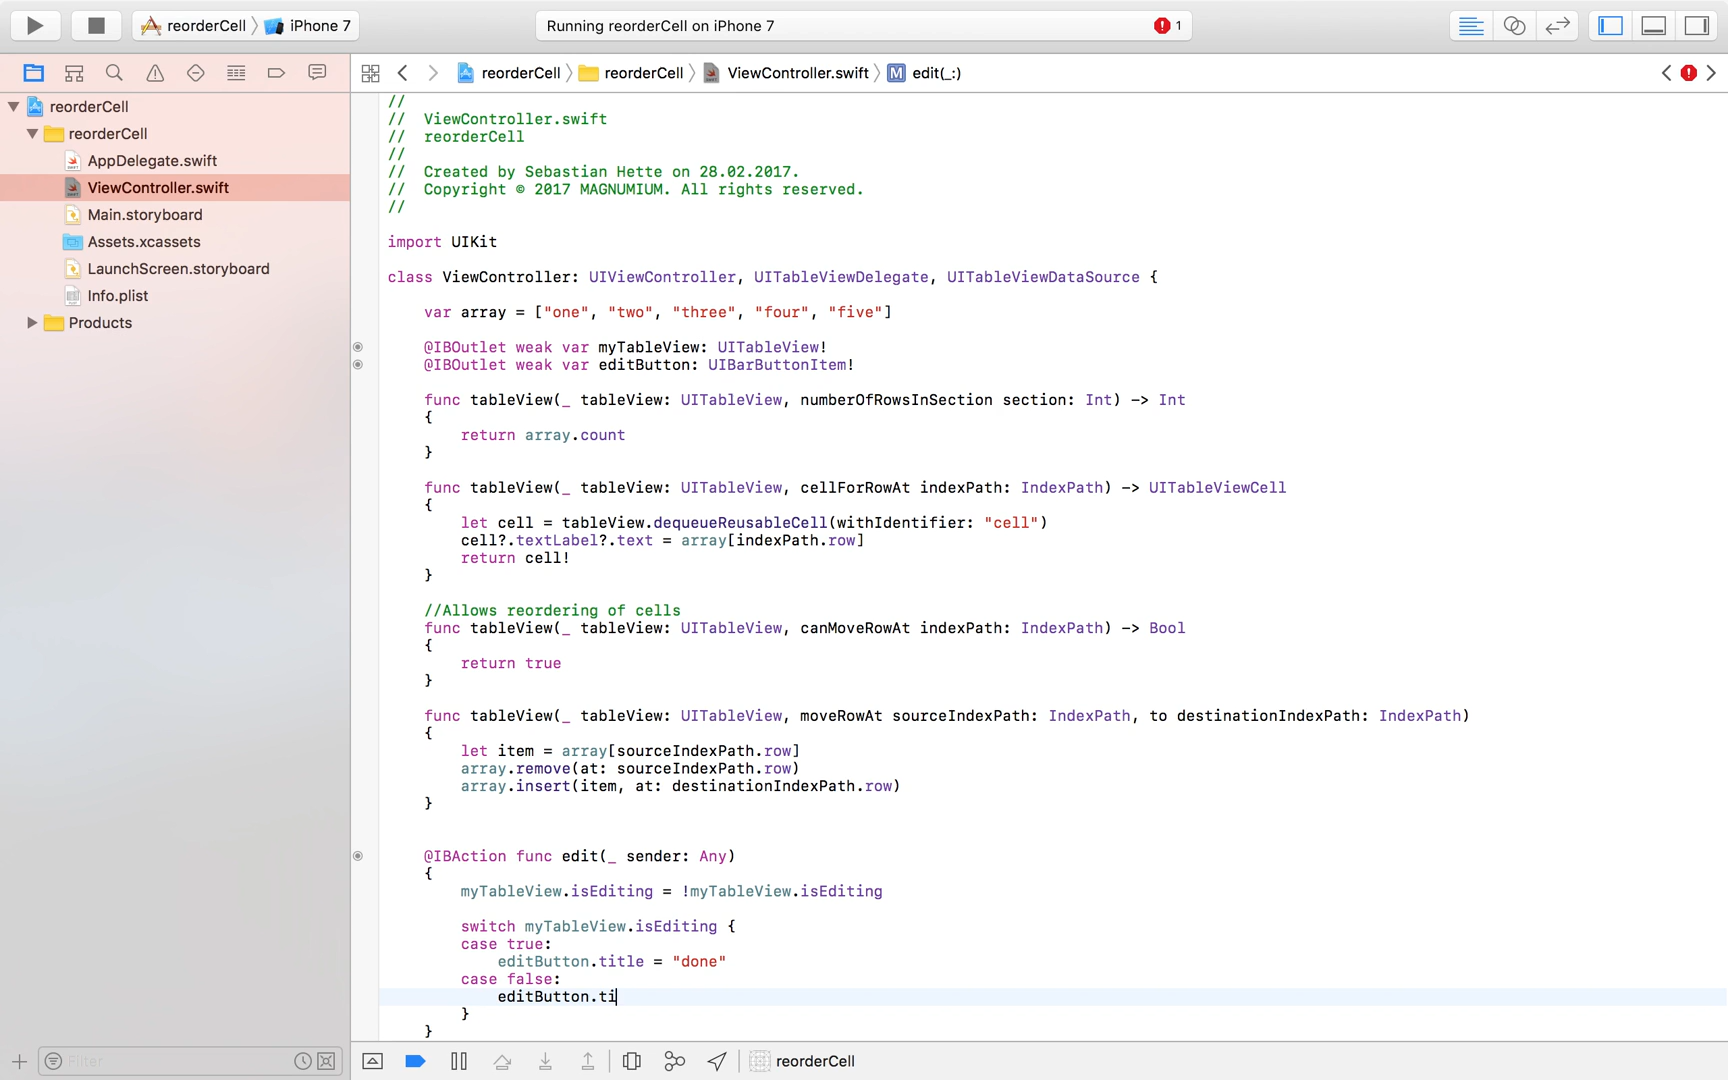 reorderCell iPhone 7
Running reorderCell on iPhone 7
1
reorderCell reorderCell ViewController.swift M edit(_:)
reorderCell
reorderCell
AppDelegate.swift
ViewController.swift
Main.storyboard
Assets.xcassets
LaunchScreen.storyboard
Info.plist
Products
//
// ViewController.swift
// reorderCell
//
// Created by Sebastian Hette on 28.02.2017.
// Copyright © 2017 MAGNUMIUM. All rights reserved.
//
import UIKit
class ViewController: UIViewController, UITableViewDelegate, UITableViewDataSource {
var array = ["one", "two", "three", "four", "five"]
@IBOutlet weak var myTableView: UITableView!
@IBOutlet weak var editButton: UIBarButtonItem!
func tableView(_ tableView: UITableView, numberOfRowsInSection section: Int) -> Int
{
return array.count
}
func tableView(_ tableView: UITableView, cellForRowAt indexPath: IndexPath) -> UITableViewCell
{
let cell = tableView.dequeueReusableCell(withIdentifier: "cell")
cell?.textLabel?.text = array[indexPath.row]
return cell!
}
//Allows reordering of cells
func tableView(_ tableView: UITableView, canMoveRowAt indexPath: IndexPath) -> Bool
{
return true
}
func tableView(_ tableView: UITableView, moveRowAt sourceIndexPath: IndexPath, to destinationIndexPath: IndexPath)
{
let item = array[sourceIndexPath.row]
array.remove(at: sourceIndexPath.row)
array.insert(item, at: destinationIndexPath.row)
}
@IBAction func edit(_ sender: Any)
{
myTableView.isEditing = !myTableView.isEditing
switch myTableView.isEditing {
case true:
editButton.title = "done"
case false:
editButton.ti
}
}
Filter
reorderCell